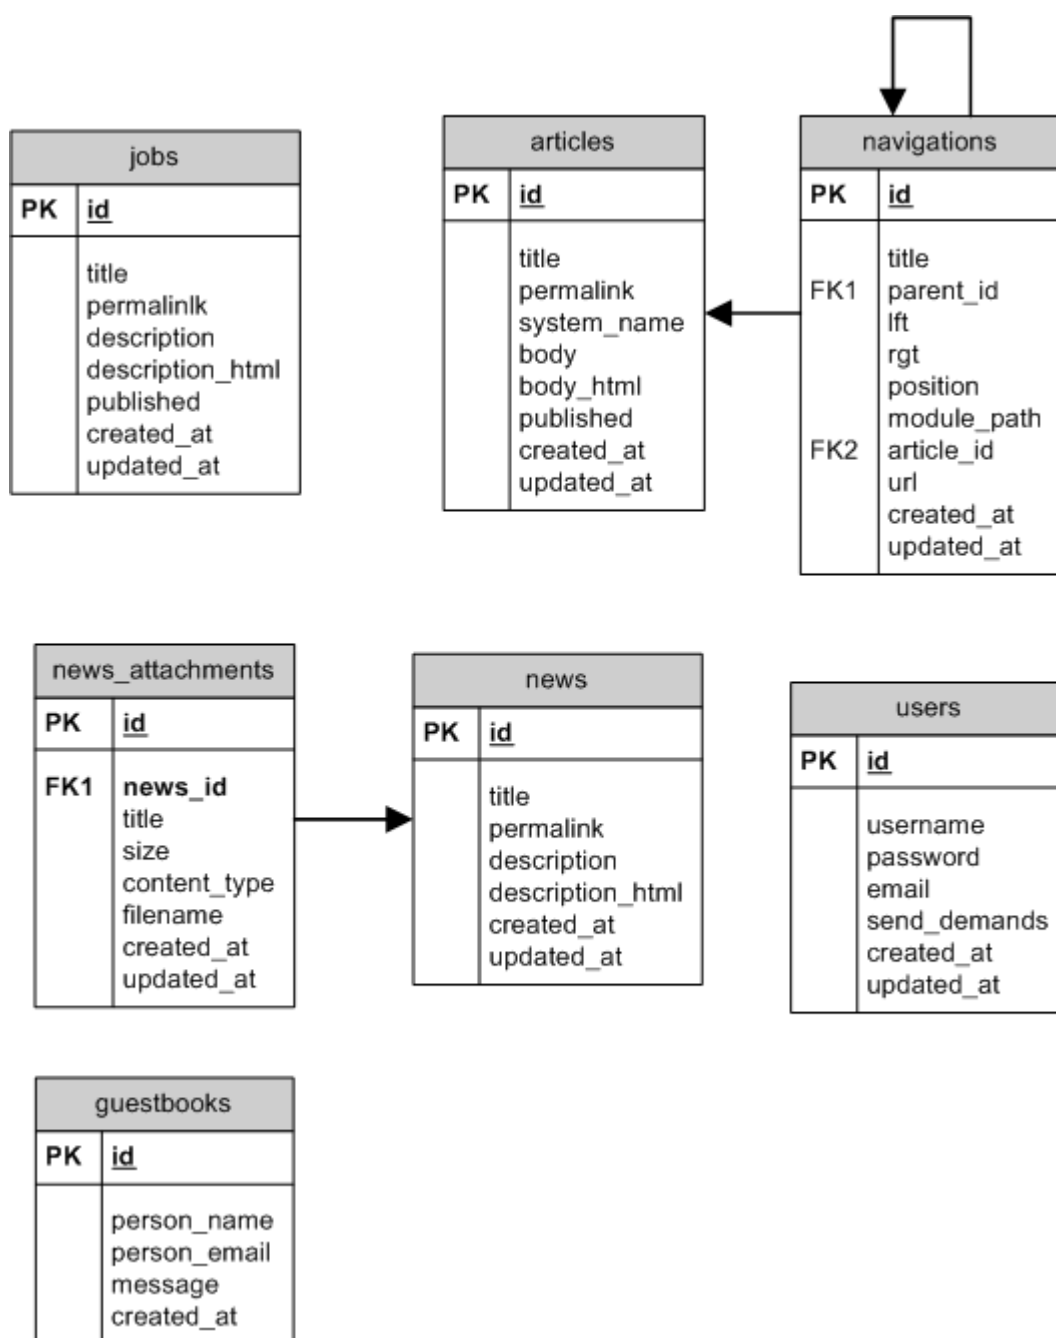 jobs
PK id
title
permalinlk
description
description_html
published
created_at
updated_at
articles
PK id
title
permalink
system_name
body
body_html
published
created_at
updated_at
navigations
PK id
title
FK1 parent_id
lft
rgt
position
module_path
FK2 article_id
url
created_at
updated_at
news_attachments
PK id
FK1 news_id
title
size
content_type
filename
created_at
updated_at
news
PK id
title
permalink
description
description_html
created_at
updated_at
users
PK id
username
password
email
send_demands
created_at
updated_at
guestbooks
PK id
person_name
person_email
message
created_at